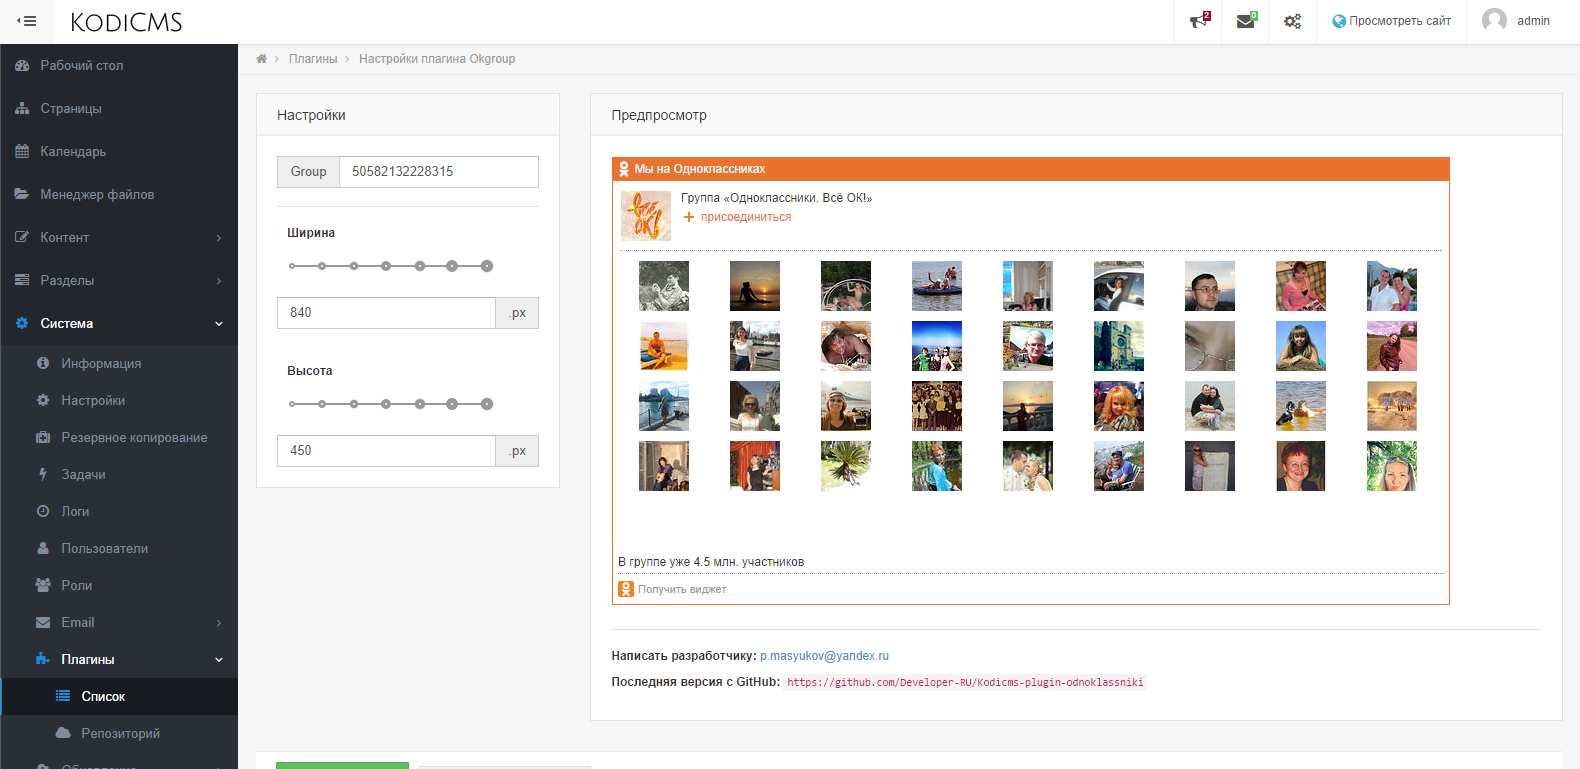 KODICMS
2
0
Просмотреть сайт
admin
Рабочий стол
Страницы
Календарь
Менеджер файлов
Контент
Разделы
Система
Информация
Настройки
Резервное копирование
Задачи
Логи
Пользователи
Роли
Email
Плагины
Список
Репозиторий
Обновление
Плагины
Настройки плагина Okgroup
Настройки
Group
50582132228315
Ширина
840
.px
Высота
450
.px
Предпросмотр
Мы на Одноклассниках
ВСЁ ОК!
Группа «Одноклассники. Всё ОК!»
присоединиться
В группе уже 4.5 млн. участников
Получить виджет
Написать разработчику: p.masyukov@yandex.ru
Последняя версия с GitHub: https://github.com/Developer-RU/Kodicms-plugin-odnoklassniki